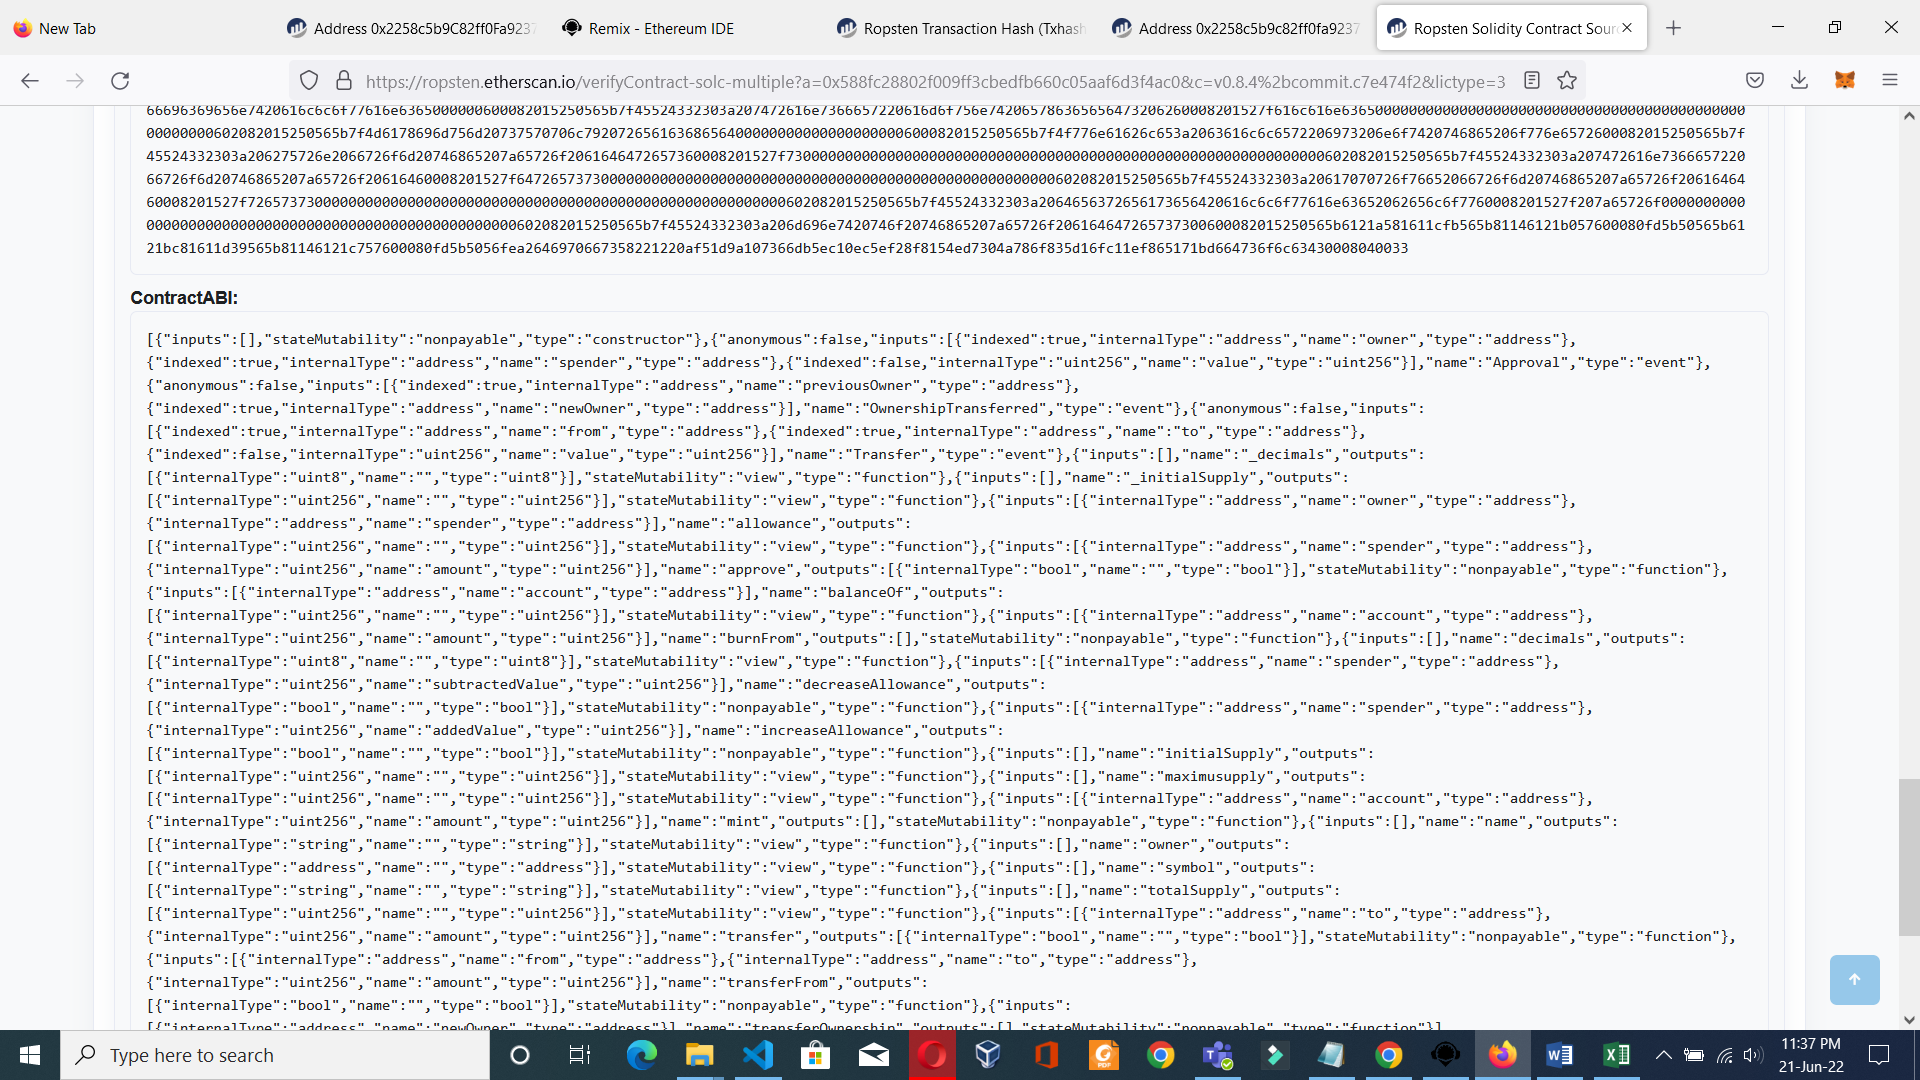 New Tab
Address 0x2258c5b9C82ff0Fa9237
Remix - Ethereum IDE
Ropsten Transaction Hash (Txhash
Address 0x2258c5b9c82ff0fa9237
Ropsten Solidity Contract Sour
https://ropsten.etherscan.io/verifyContract-solc-multiple?a=0x588fc28802f009ff3cbedfb660c05aaf6d3f4ac0&c=v0.8.4%2bcommit.c7e474f2&lictype=3
21bc81611d39565b81146121c757600080fd5b5056fea2646970667358221220af51d9a107366db5ec10ec5ef28f8154ed7304a786f835d16fc11ef865171bd664736f6c63430008040033
ContractABI:
[{"inputs":[],"stateMutability":"nonpayable","type":"constructor"},{"anonymous":false,"inputs":[{"indexed":true,"internalType":"address","name":"owner","type":"address"},
{"indexed":true,"internalType":"address","name":"spender","type":"address"},{"indexed":false,"internalType":"uint256","name":"value","type":"uint256"}],"name":"Approval","type":"event"},
{"anonymous":false,"inputs":[{"indexed":true,"internalType":"address","name":"previousOwner","type":"address"},
{"indexed":true,"internalType":"address","name":"newOwner","type":"address"}],"name":"OwnershipTransferred","type":"event"},{"anonymous":false,"inputs":
[{"indexed":true,"internalType":"address","name":"from","type":"address"},{"indexed":true,"internalType":"address","name":"to","type":"address"},
{"indexed":false,"internalType":"uint256","name":"value","type":"uint256"}],"name":"Transfer","type":"event"},{"inputs":[],"name":"_decimals","outputs":
[{"internalType":"uint8","name":"","type":"uint8"}],"stateMutability":"view","type":"function"},{"inputs":[],"name":"_initialSupply","outputs":
[{"internalType":"uint256","name":"","type":"uint256"}],"stateMutability":"view","type":"function"},{"inputs":[{"internalType":"address","name":"owner","type":"address"},
{"internalType":"address","name":"spender","type":"address"}],"name":"allowance","outputs":
[{"internalType":"uint256","name":"","type":"uint256"}],"stateMutability":"view","type":"function"},{"inputs":[{"internalType":"address","name":"spender","type":"address"},
{"internalType":"uint256","name":"amount","type":"uint256"}],"name":"approve","outputs":[{"internalType":"bool","name":"","type":"bool"}],"stateMutability":"nonpayable","type":"function"},
{"inputs":[{"internalType":"address","name":"account","type":"address"}],"name":"balanceOf","outputs":
[{"internalType":"uint256","name":"","type":"uint256"}],"stateMutability":"view","type":"function"},{"inputs":[{"internalType":"address","name":"account","type":"address"},
{"internalType":"uint256","name":"amount","type":"uint256"}],"name":"burnFrom","outputs":[],"stateMutability":"nonpayable","type":"function"},{"inputs":[],"name":"decimals","outputs":
[{"internalType":"uint8","name":"","type":"uint8"}],"stateMutability":"view","type":"function"},{"inputs":[{"internalType":"address","name":"spender","type":"address"},
{"internalType":"uint256","name":"subtractedValue","type":"uint256"}],"name":"decreaseAllowance","outputs":
[{"internalType":"bool","name":"","type":"bool"}],"stateMutability":"nonpayable","type":"function"},{"inputs":[{"internalType":"address","name":"spender","type":"address"},
{"internalType":"uint256","name":"addedValue","type":"uint256"}],"name":"increaseAllowance","outputs":
[{"internalType":"bool","name":"","type":"bool"}],"stateMutability":"nonpayable","type":"function"},{"inputs":[],"name":"initialSupply","outputs":
[{"internalType":"uint256","name":"","type":"uint256"}],"stateMutability":"view","type":"function"},{"inputs":[],"name":"maximusupply","outputs":
[{"internalType":"uint256","name":"","type":"uint256"}],"stateMutability":"view","type":"function"},{"inputs":[{"internalType":"address","name":"account","type":"address"},
{"internalType":"uint256","name":"amount","type":"uint256"}],"name":"mint","outputs":[],"stateMutability":"nonpayable","type":"function"},{"inputs":[],"name":"name","outputs":
[{"internalType":"string","name":"","type":"string"}],"stateMutability":"view","type":"function"},{"inputs":[],"name":"owner","outputs":
[{"internalType":"address","name":"","type":"address"}],"stateMutability":"view","type":"function"},{"inputs":[],"name":"symbol","outputs":
[{"internalType":"string","name":"","type":"string"}],"stateMutability":"view","type":"function"},{"inputs":[],"name":"totalSupply","outputs":
[{"internalType":"uint256","name":"","type":"uint256"}],"stateMutability":"view","type":"function"},{"inputs":[{"internalType":"address","name":"to","type":"address"},
{"internalType":"uint256","name":"amount","type":"uint256"}],"name":"transfer","outputs":[{"internalType":"bool","name":"","type":"bool"}],"stateMutability":"nonpayable","type":"function"},
{"inputs":[{"internalType":"address","name":"from","type":"address"},{"internalType":"address","name":"to","type":"address"},
{"internalType":"uint256","name":"amount","type":"uint256"}],"name":"transferFrom","outputs":
[{"internalType":"bool","name":"","type":"bool"}],"stateMutability":"nonpayable","type":"function"},{"inputs":
[{"internalType":"address","name":"newOwner","type":"address"}],"name":"transferOwnership","outputs":[],"stateMutability":"nonpayable","type":"function"}]
Type here to search
11:37 PM
21-Jun-22